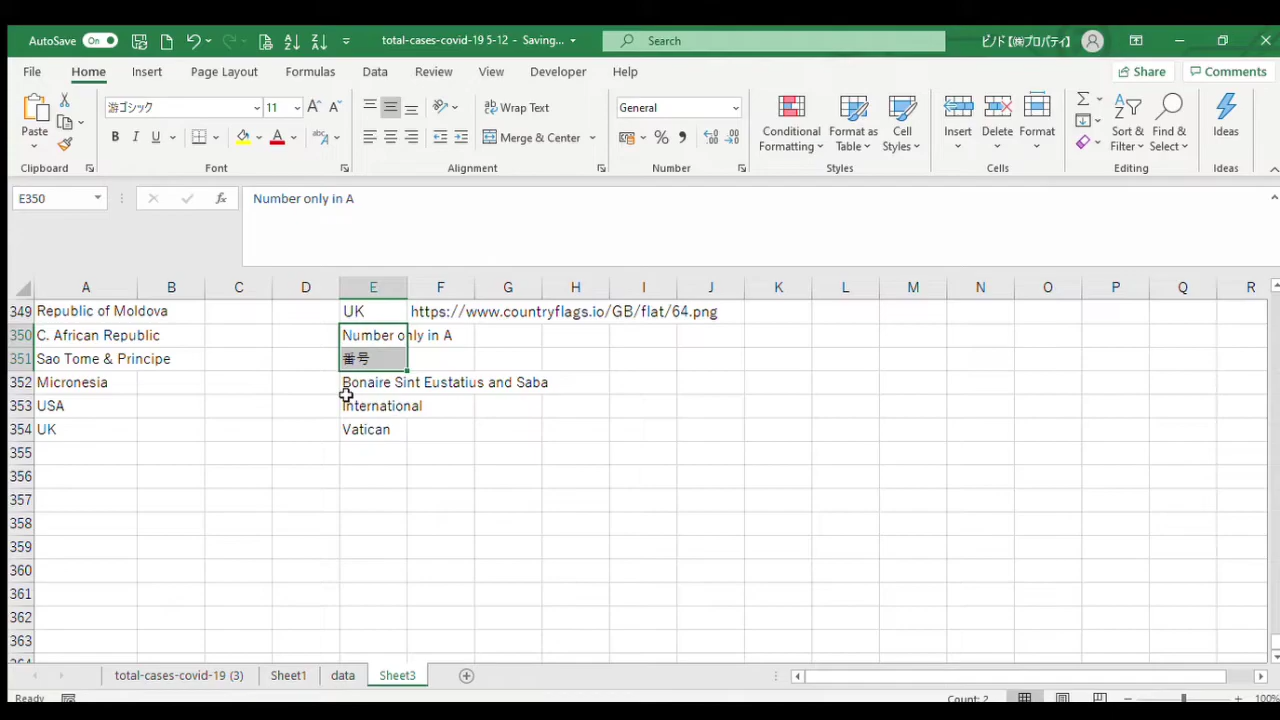 AutoSave On total-cases-covid-19 5-12 - Saving... Search ビノド【㈱プロパティ】
File Home Insert Page Layout Formulas Data Review View Developer Help Share Comments
Paste 游ゴシック 11 A A Wrap Text General Conditional Formatting Format as Table Cell Styles Insert Delete Format Sort & Filter Find & Select Ideas
B I U A Merge & Center %
Clipboard Font Alignment Number Styles Cells Editing Ideas
E350 fx Number only in A
A B C D E F G H I J K L M N O P Q R
349 Republic of Moldova UK https://www.countryflags.io/GB/flat/64.png
350 C. African Republic Number only in A
351 Sao Tome & Principe 番号
352 Micronesia Bonaire Sint Eustatius and Saba
353 USA International
354 UK Vatican
355
356
357
358
359
360
361
362
363
total-cases-covid-19 (3) Sheet1 data Sheet3
Ready Count: 2 100%